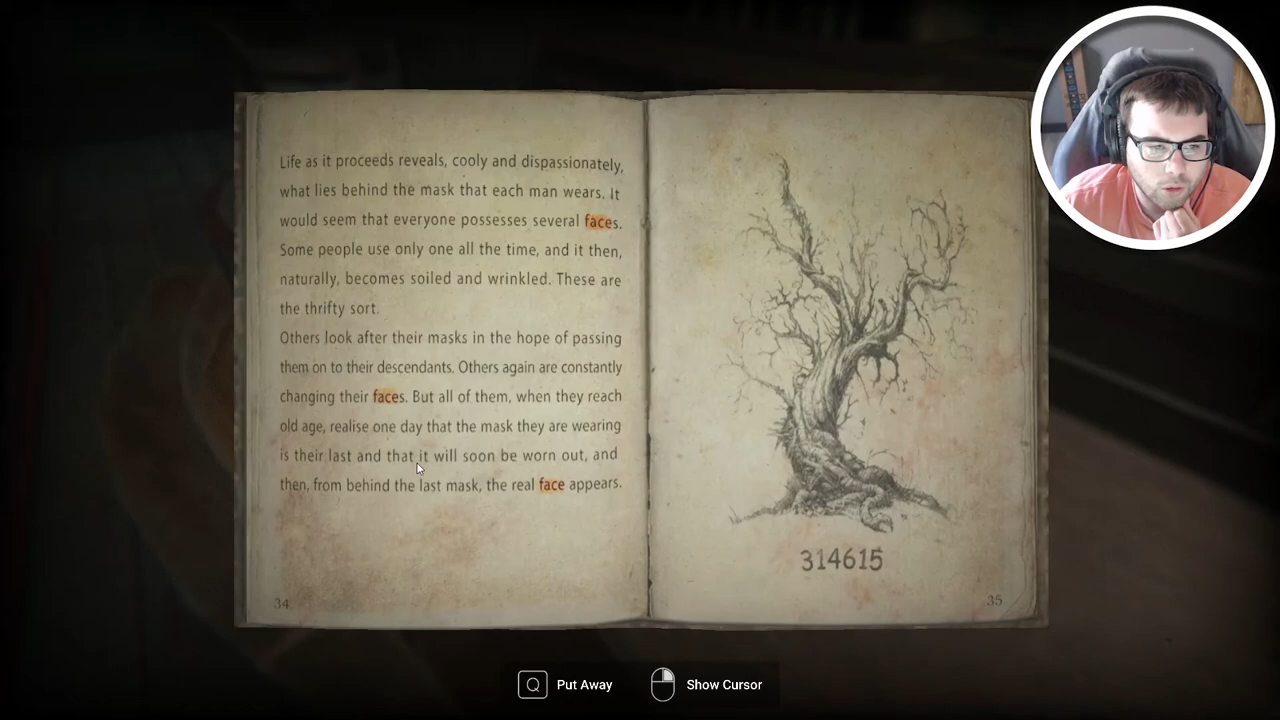 Life as it proceeds reveals, cooly and dispassionately,
what lies behind the mask that each man wears. It
would seem that everyone possesses several faces.
Some people use only one all the time, and it then,
naturally, becomes soiled and wrinkled. These are
the thrifty sort.
Others look after their masks in the hope of passing
them on to their descendants. Others again are constantly
changing their faces. But all of them, when they reach
old age, realise one day that the mask they are wearing
is their last and that it will soon be worn out, and
then, from behind the last mask, the real face appears.
34
314615
35
Q Put Away
Show Cursor